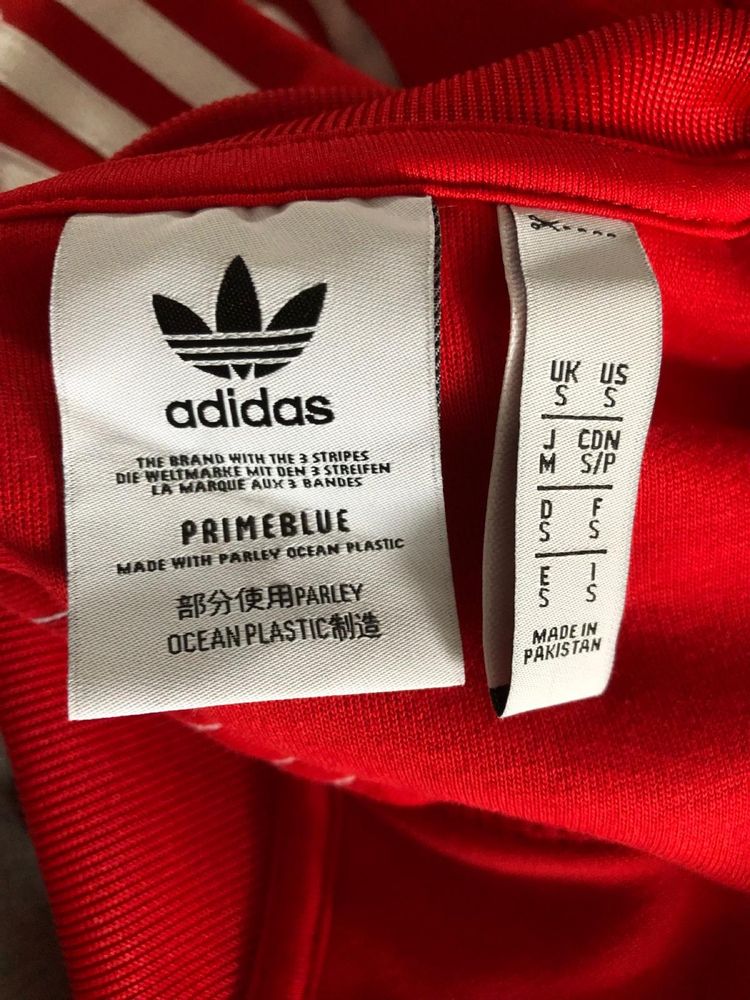 adidas
THE BRAND WITH THE 3 STRIPES
DIE WELTMARKE MIT DEN 3 STREIFEN
LA MARQUE AUX 3 BANDES
PRIMEBLUE
MADE WITH PARLEY OCEAN PLASTIC
部分使用PARLEY
OCEAN PLASTIC制造
UK US
S S
J CDN
M S/P
D F
S S
E I
S S
MADE IN
PAKISTAN